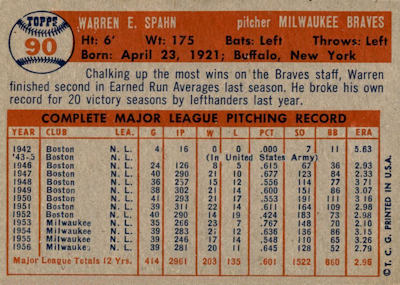 TOPPS
90
WARREN E. SPAHN pitcher MILWAUKEE BRAVES
Ht: 6' Wt: 175 Bats: Left Throws: Left
Born: April 23, 1921; Buffalo, New York
Chalking up the most wins on the Braves staff, Warren
finished second in Earned Run Averages last season. He broke his own
record for 20 victory seasons by lefthanders last year.
COMPLETE MAJOR LEAGUE PITCHING RECORD
YEAR CLUB LEA. G IP W L PCT SO BB ERA
1942 Boston N. L. 4 16 0 0 .000 7 11 5.63
'43-5 Boston (In United States Army)
1946 Boston N. L. 24 126 8 5 .615 67 36 2.93
1947 Boston N. L. 40 290 21 10 .677 123 84 2.33
1948 Boston N. L. 36 257 15 12 .556 114 77 3.71
1949 Boston N. L. 38 302 21 14 .600 151 86 3.07
1950 Boston N. L. 41 293 21 17 .553 191 111 3.16
1951 Boston N. L. 39 311 22 14 .611 164 109 2.98
1952 Boston N. L. 40 290 14 19 .424 183 73 2.98
1953 Milwaukee N. L. 35 266 23 7 .767 148 70 2.10
1954 Milwaukee N. L. 39 283 21 12 .636 136 86 3.15
1955 Milwaukee N. L. 39 246 17 14 .548 110 65 3.26
1956 Milwaukee N. L. 39 281 20 11 .645 128 52 2.79
Major League Totals 12 Yrs. 414 2961 203 135 .601 1522 860
© T. C. G. PRINTED IN U.S.A.